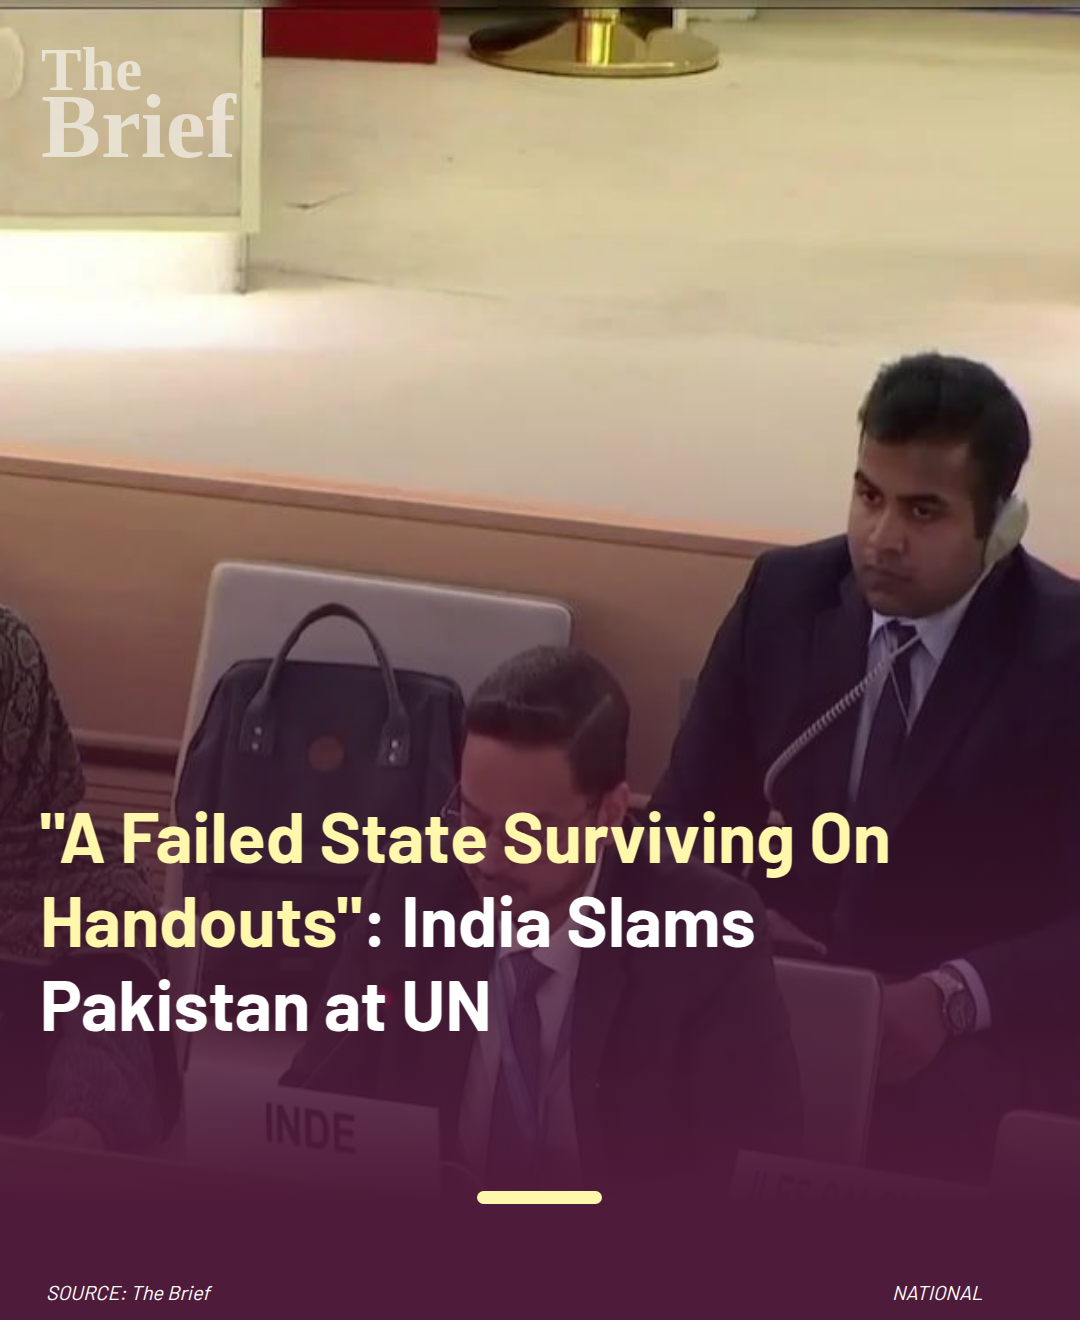 The
Brief
"A Failed State Surviving On
Handouts": India Slams
Pakistan at UN
INDE
SOURCE: The Brief
NATIONAL